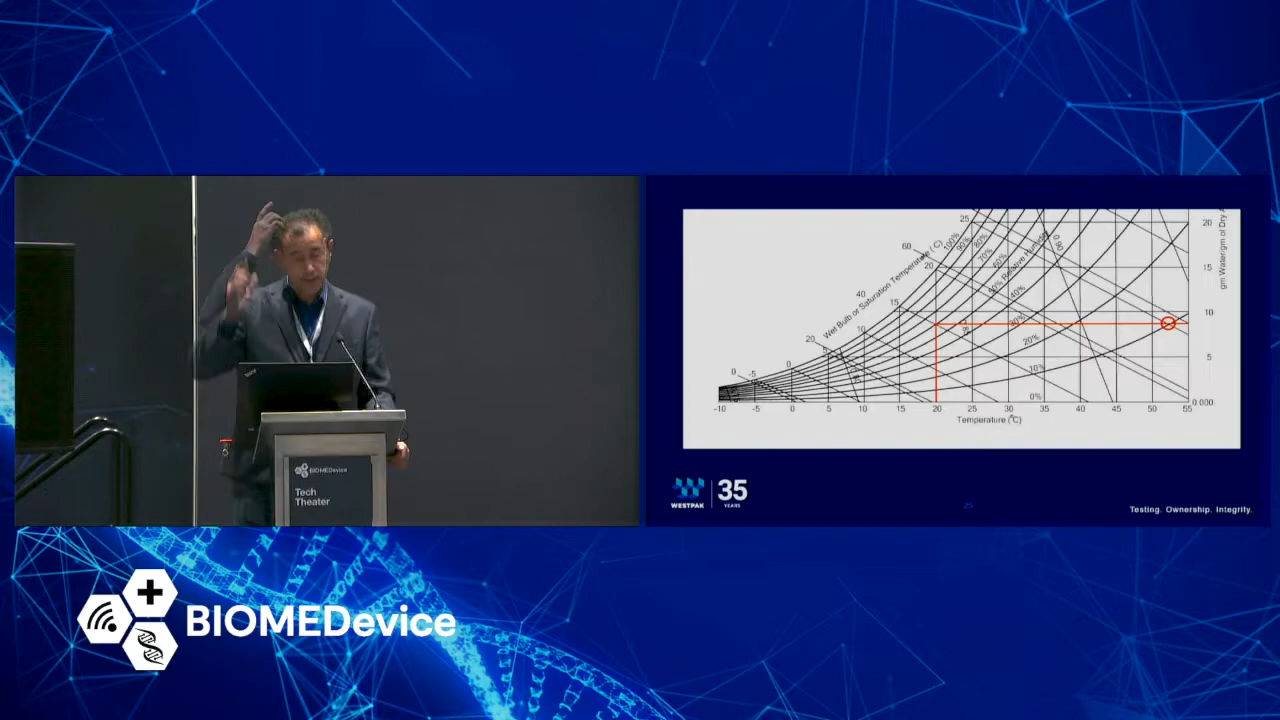 BIOMEDevice
Tech
Theater
25
100%
90%
80%
70%
60%
50% Relative Humidity
40%
30%
20%
10%
0%
0.90
Wet Bulb or Saturation Temperature (°C)
60
40
20
0
20
15
10
5
0
-5
20
15
10
5
0.000
gm Water/gm of Dry A
-10 -5 0 5 10 15 20 25 30 35 40 45 50 55
Temperature (°C)
WESTPAK
35
YEARS
25
Testing. Ownership. Integrity.
BIOMEDevice